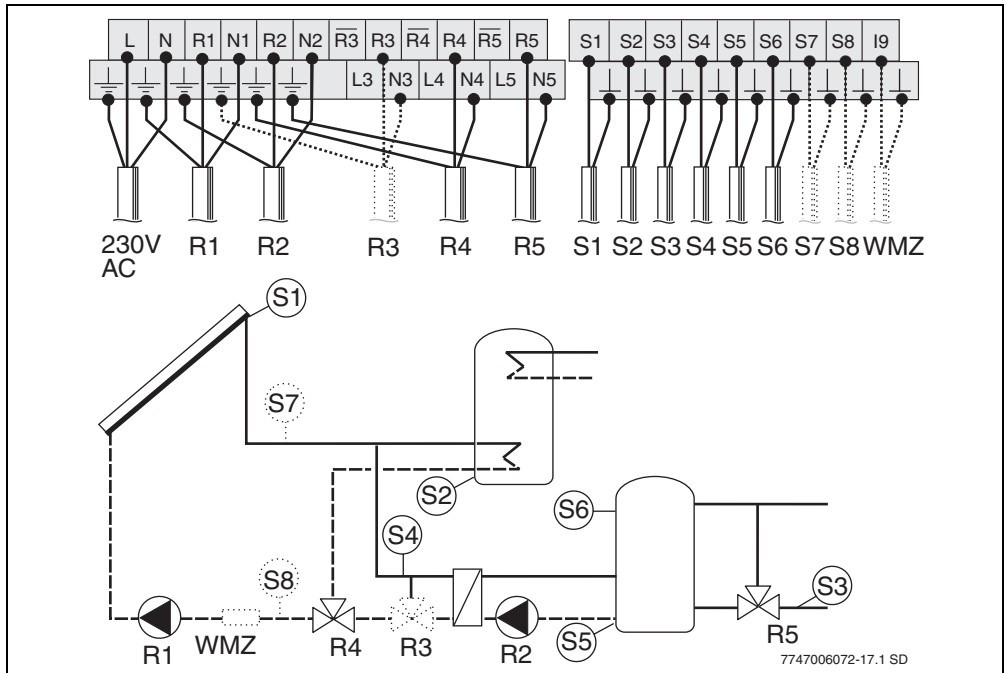 L N R1 N1 R2 N2 R̅3̅ R3 R̅4̅ R4 R̅5̅ R5 S1 S2 S3 S4 S5 S6 S7 S8 I9
L3 N3 L4 N4 L5 N5
230V R1 R2 R3 R4 R5 S1 S2 S3 S4 S5 S6 S7 S8 WMZ
AC
S1
S7
S2
S6
S4
S8
S3
WMZ
R1 R4 R3 R2 S5 R5
7747006072-17.1 SD